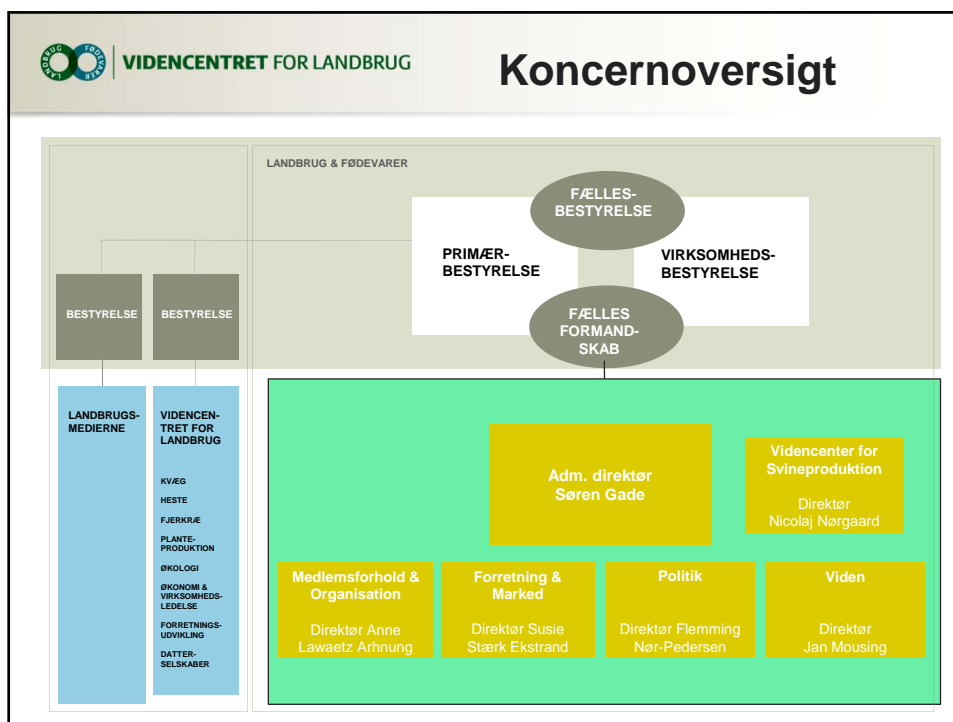 LANDBRUG FØDEVARER
VIDENCENTRET FOR LANDBRUG
Koncernoversigt
LANDBRUG & FØDEVARER
FÆLLES-
BESTYRELSE
PRIMÆR-
BESTYRELSE
VIRKSOMHEDS-
BESTYRELSE
FÆLLES
FORMAND-
SKAB
BESTYRELSE
BESTYRELSE
LANDBRUGS-
MEDIERNE
VIDENCEN-
TRET FOR
LANDBRUG
KVÆG
HESTE
FJERKRÆ
PLANTE-
PRODUKTION
ØKOLOGI
ØKONOMI &
VIRKSOMHEDS-
LEDELSE
FORRETNINGS-
UDVIKLING
DATTER-
SELSKABER
Adm. direktør
Søren Gade
Videncenter for
Svineproduktion
Direktør
Nicolaj Nørgaard
Medlemsforhold &
Organisation
Direktør Anne
Lawaetz Arhnung
Forretning &
Marked
Direktør Susie
Stærk Ekstrand
Politik
Direktør Flemming
Nør-Pedersen
Viden
Direktør
Jan Mousing